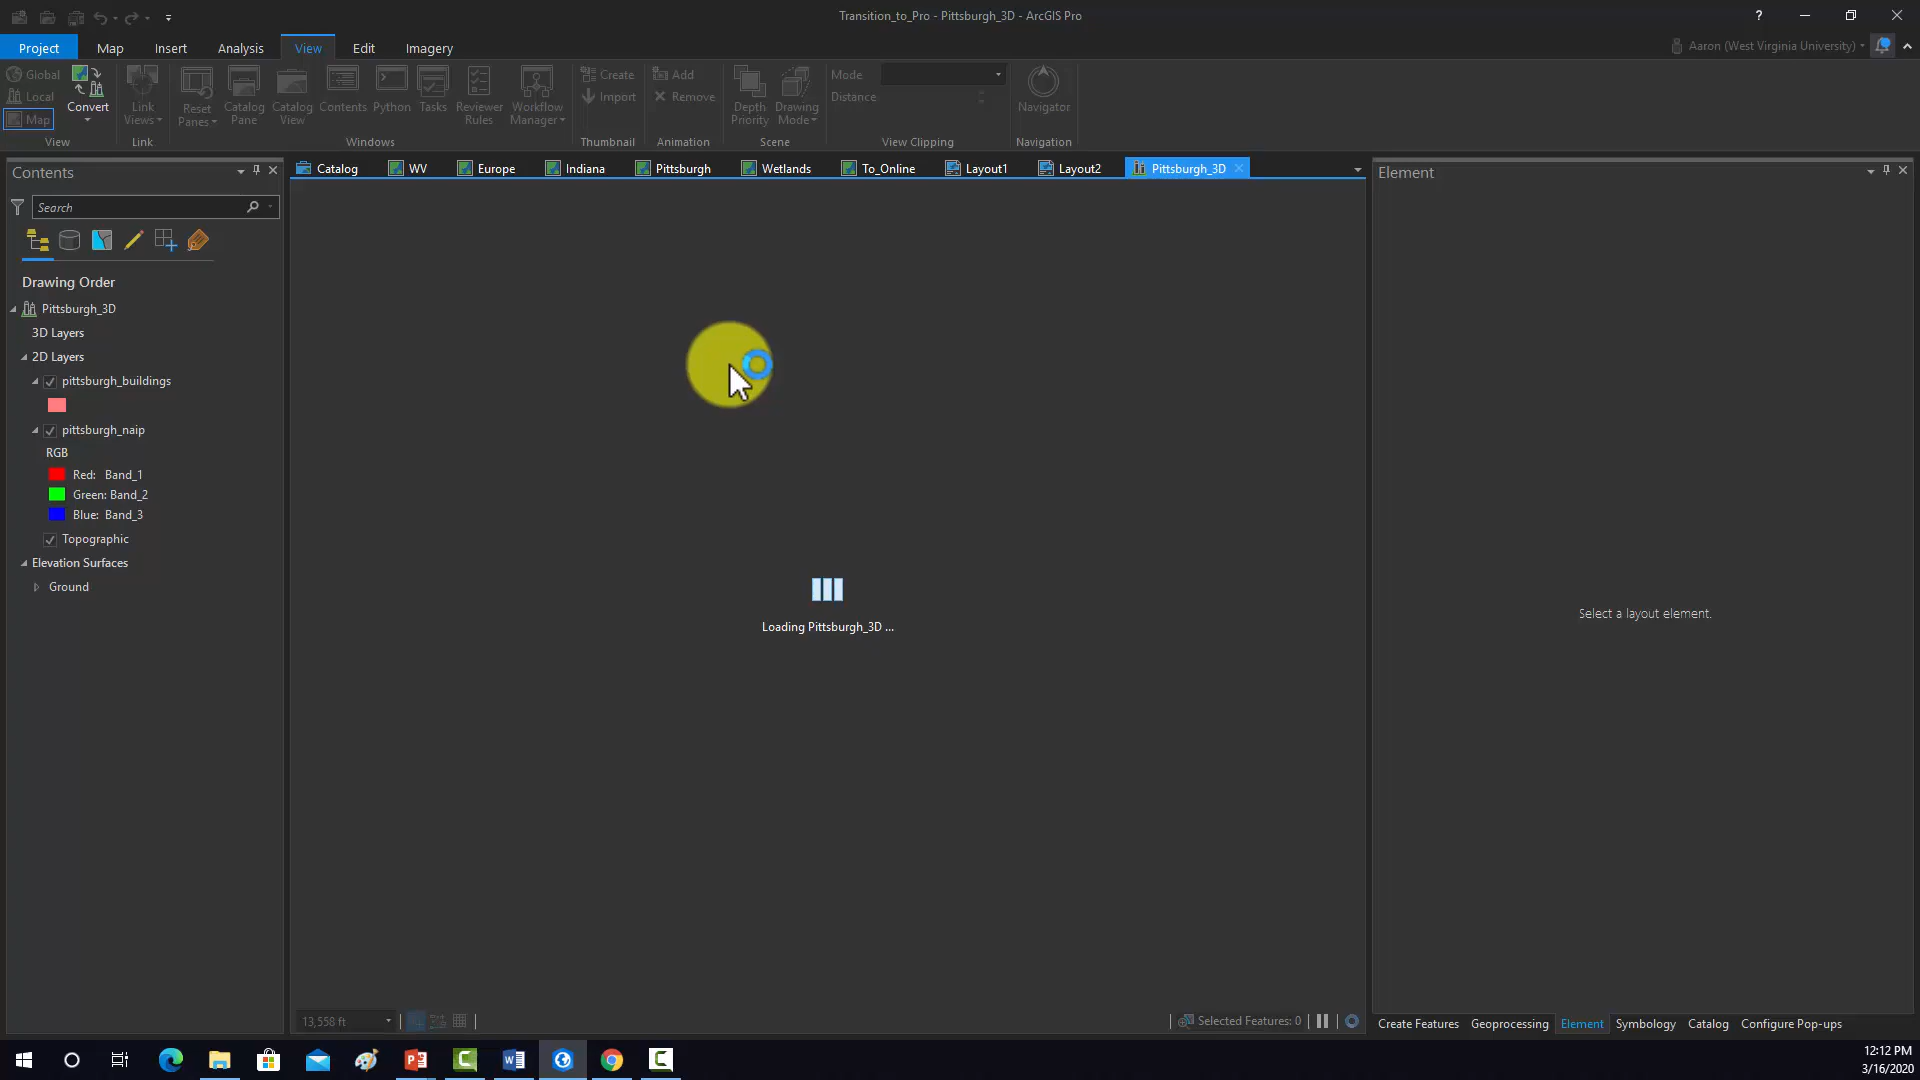 Transition_to_Pro - Pittsburgh_3D - ArcGIS Pro
?
Project Map Insert Analysis View Edit Imagery
Aaron (West Virginia University)
Global
Local
Map
Convert
View
Link Views
Link
Reset Panes
Catalog Pane
Catalog View
Contents
Python
Tasks
Reviewer Rules
Workflow Manager
Windows
Create
Import
Thumbnail
Add
Remove
Animation
Depth Priority
Drawing Mode
Scene
Mode
Distance
View Clipping
Navigator
Navigation
Contents
Search
Drawing Order
Pittsburgh_3D
3D Layers
2D Layers
pittsburgh_buildings
pittsburgh_naip
RGB
Red: Band_1
Green: Band_2
Blue: Band_3
Topographic
Elevation Surfaces
Ground
Catalog WV Europe Indiana Pittsburgh Wetlands To_Online Layout1 Layout2 Pittsburgh_3D
Loading Pittsburgh_3D ...
13,558 ft
Selected Features: 0
Element
Select a layout element.
Create Features Geoprocessing Element Symbology Catalog Configure Pop-ups
12:12 PM
3/16/2020